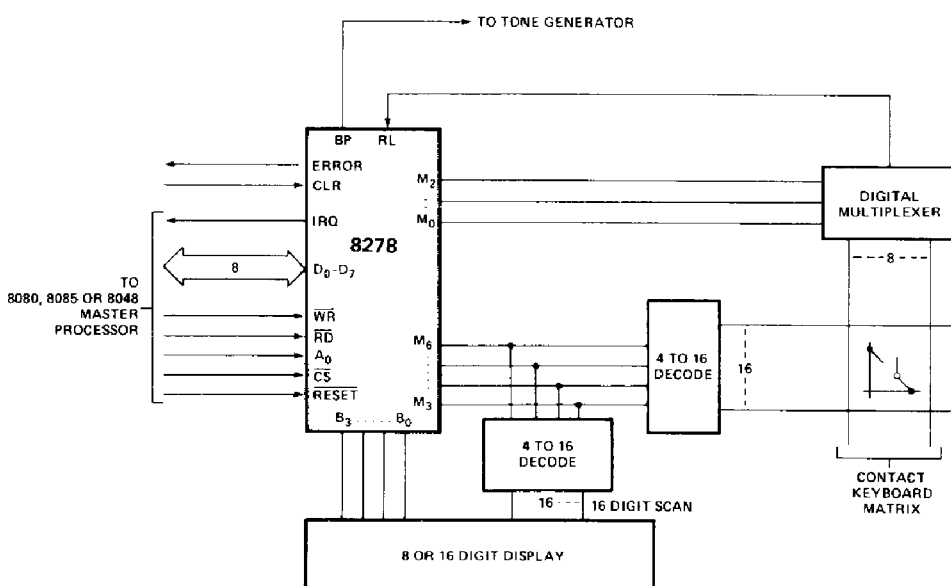 TO TONE GENERATOR
BP RL
ERROR
CLR
IRQ
8278
D0-D7
8
TO
8080, 8085 OR 8048
MASTER
PROCESSOR
WR
RD
A0
CS
RESET
M2
M0
M6
M3
B3 ...... B0
DIGITAL
MULTIPLEXER
8
4 TO 16
DECODE
16
4 TO 16
DECODE
16
16 DIGIT SCAN
CONTACT
KEYBOARD
MATRIX
8 OR 16 DIGIT DISPLAY